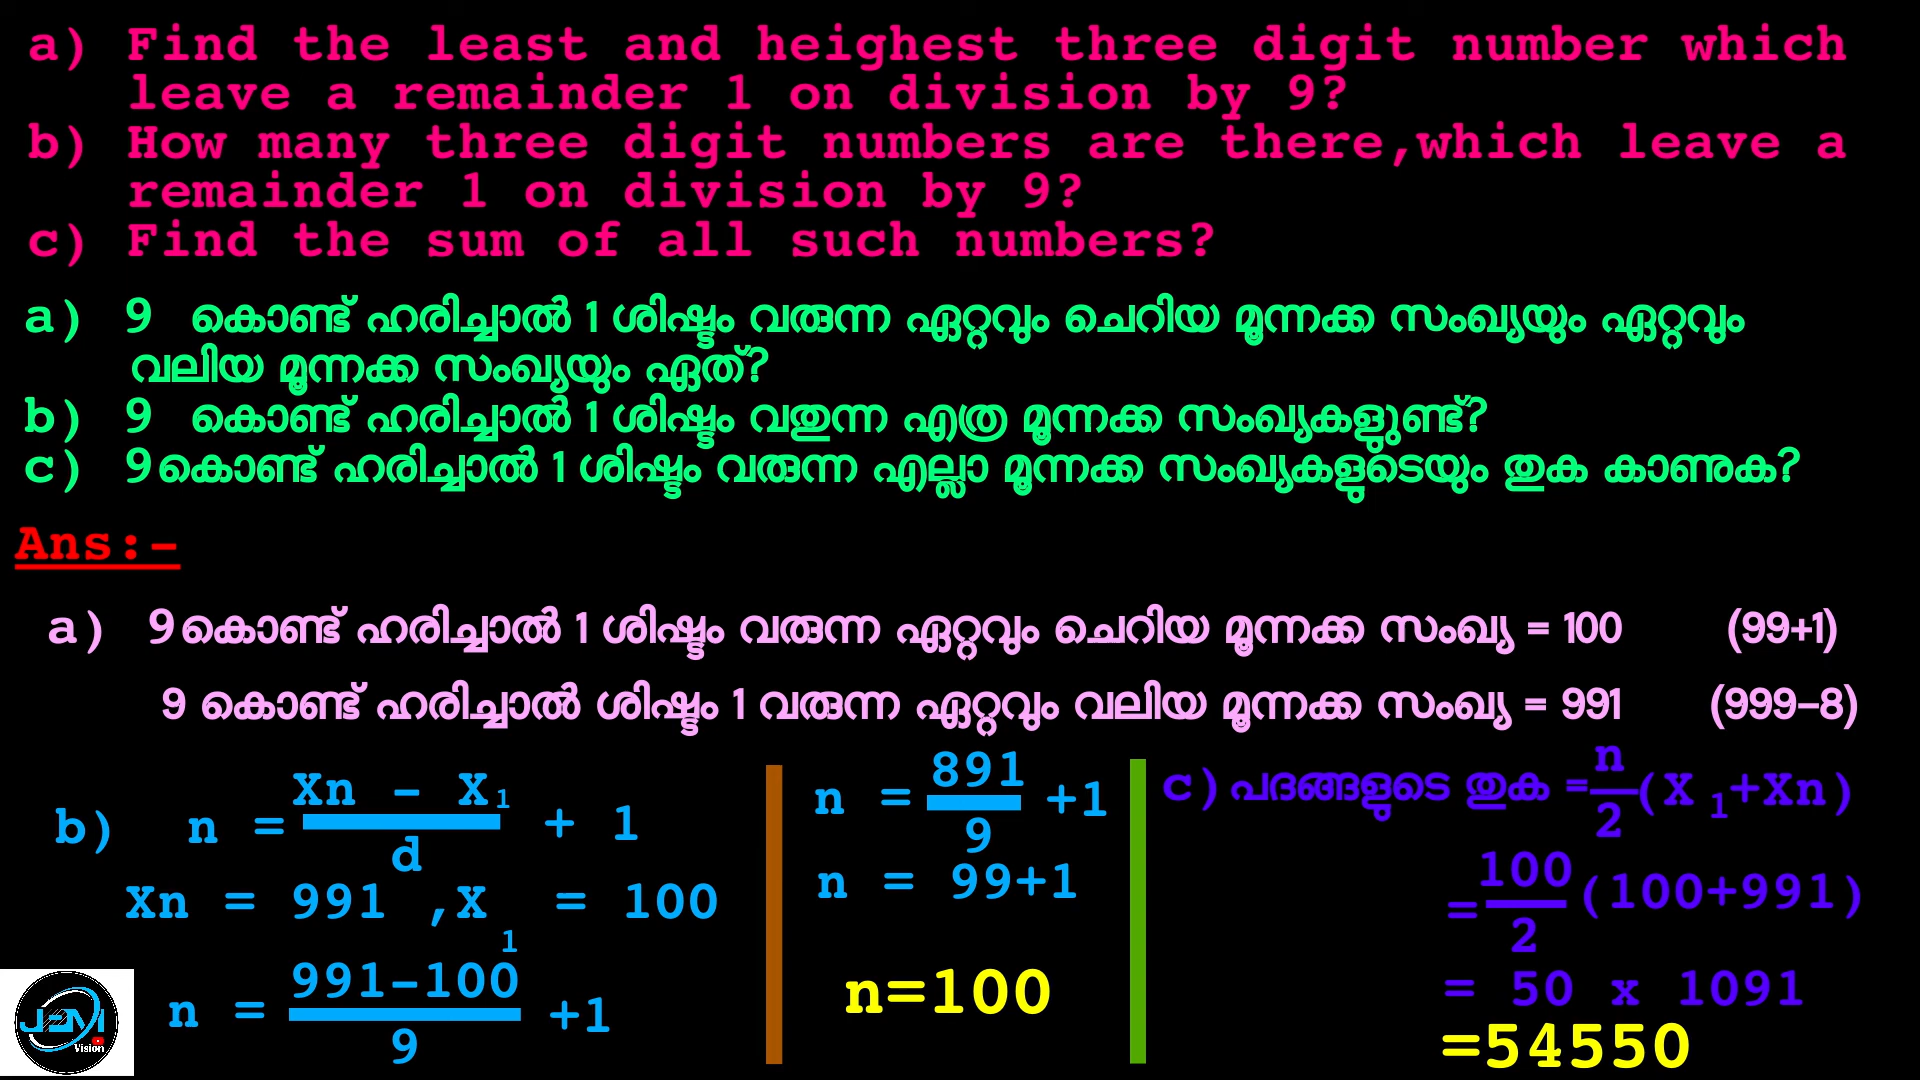 a) Find the least and heighest three digit number which
leave a remainder 1 on division by 9?
b) How many three digit numbers are there,which leave a
remainder 1 on division by 9?
c) Find the sum of all such numbers?
a) 9 കൊണ്ട് ഹരിച്ചാൽ 1 ശിഷ്ടം വരുന്ന ഏറ്റവും ചെറിയ മൂന്നക്ക സംഖ്യയും ഏറ്റവും
വലിയ മൂന്നക്ക സംഖ്യയും ഏത്?
b) 9 കൊണ്ട് ഹരിച്ചാൽ 1 ശിഷ്ടം വതുന്ന എത്ര മൂന്നക്ക സംഖ്യകളുണ്ട്?
c) 9 കൊണ്ട് ഹരിച്ചാൽ 1 ശിഷ്ടം വരുന്ന എല്ലാ മൂന്നക്ക സംഖ്യകളുടെയും തുക കാണുക?
Ans:-
a) 9 കൊണ്ട് ഹരിച്ചാൽ 1 ശിഷ്ടം വരുന്ന ഏറ്റവും ചെറിയ മൂന്നക്ക സംഖ്യ = 100 (99+1)
9 കൊണ്ട് ഹരിച്ചാൽ ശിഷ്ടം 1 വരുന്ന ഏറ്റവും വലിയ മൂന്നക്ക സംഖ്യ = 991 (999-8)
b) n = Xn - X₁ / d + 1
Xn = 991 ,X₁ = 100
n = 991-100 / 9 +1
n = 891 / 9 +1
n = 99+1
n=100
c) പദങ്ങളുടെ തുക = n/2 (X₁+Xn)
= 100/2 (100+991)
= 50 x 1091
=54550
JEM
Vision